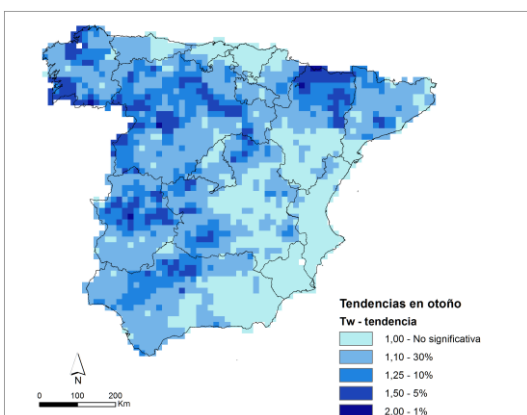 Tendencias en otoño
Tw - tendencia
1,00 - No significativa
1,10 - 30%
1,25 - 10%
1,50 - 5%
2,00 - 1%
N
0 100 200
Km